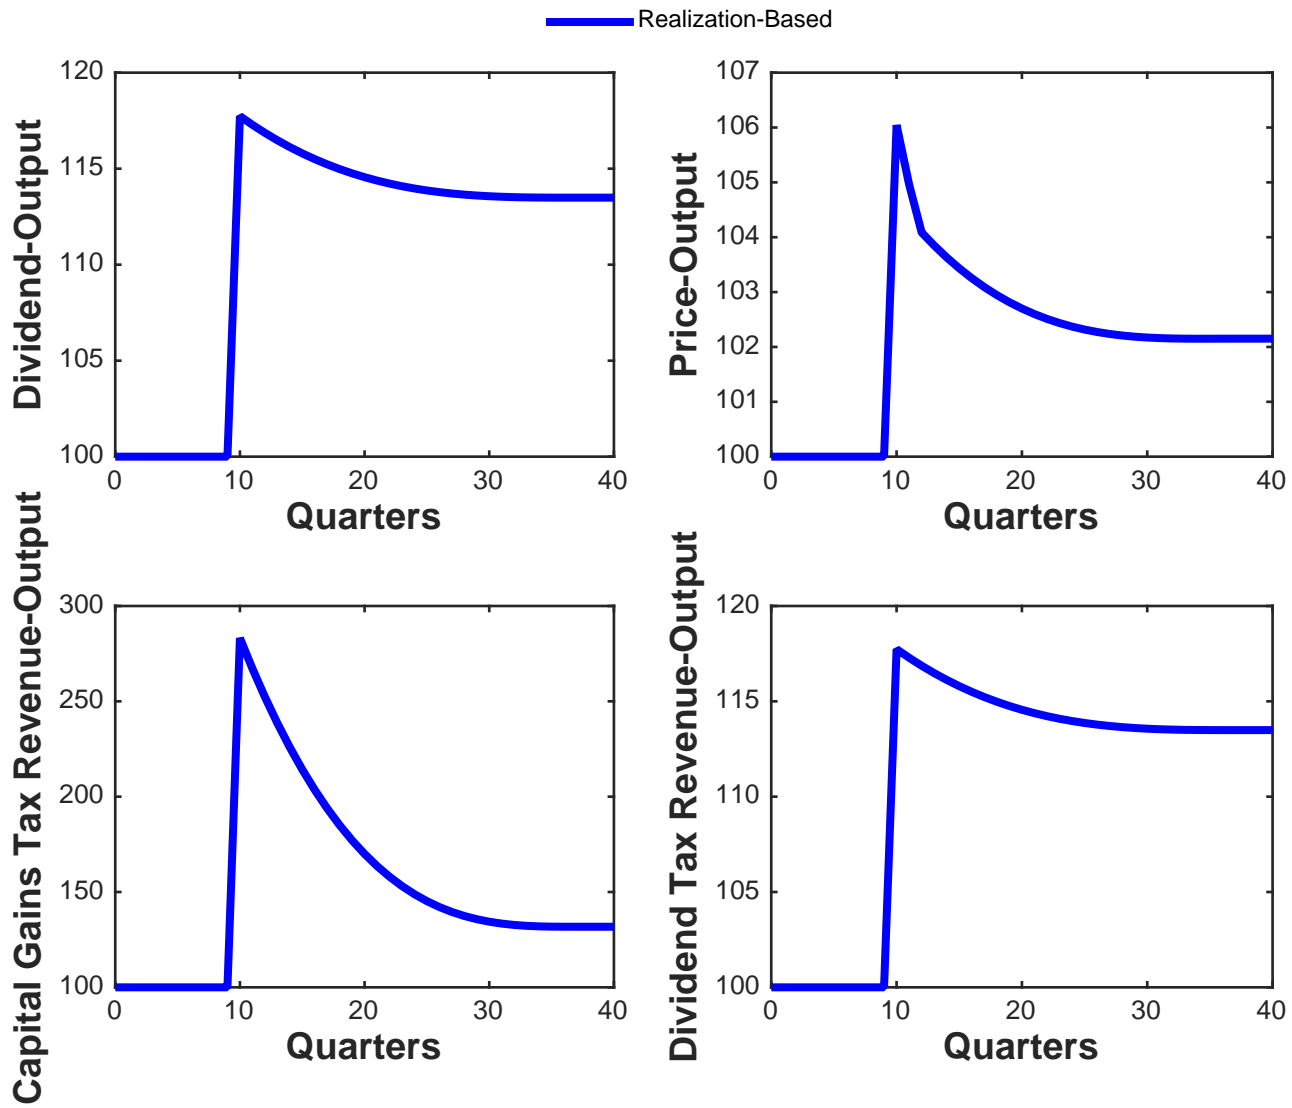 Realization-Based
Dividend-Output
120
115
110
105
100
0 10 20 30 40
Quarters
Price-Output
107
106
105
104
103
102
101
100
0 10 20 30 40
Quarters
Capital Gains Tax Revenue-Output
300
250
200
150
100
0 10 20 30 40
Quarters
Dividend Tax Revenue-Output
120
115
110
105
100
0 10 20 30 40
Quarters